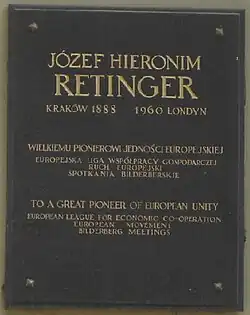 JÓZEF HIERONIM
RETINGER
KRAKÓW 1888 1960 LONDYN
WIELKIEMU PIONIEROWI JEDNOŚCI EUROPEJSKIEJ
EUROPEJSKA LIGA WSPÓŁPRACY GOSPODARCZEJ
RUCH EUROPEJSKI
SPOTKANIA BILDERBERSKIE
TO A GREAT PIONEER OF EUROPEAN UNITY
EUROPEAN LEAGUE FOR ECONOMIC CO-OPERATION
EUROPEAN MOVEMENT
BILDERBERG MEETINGS